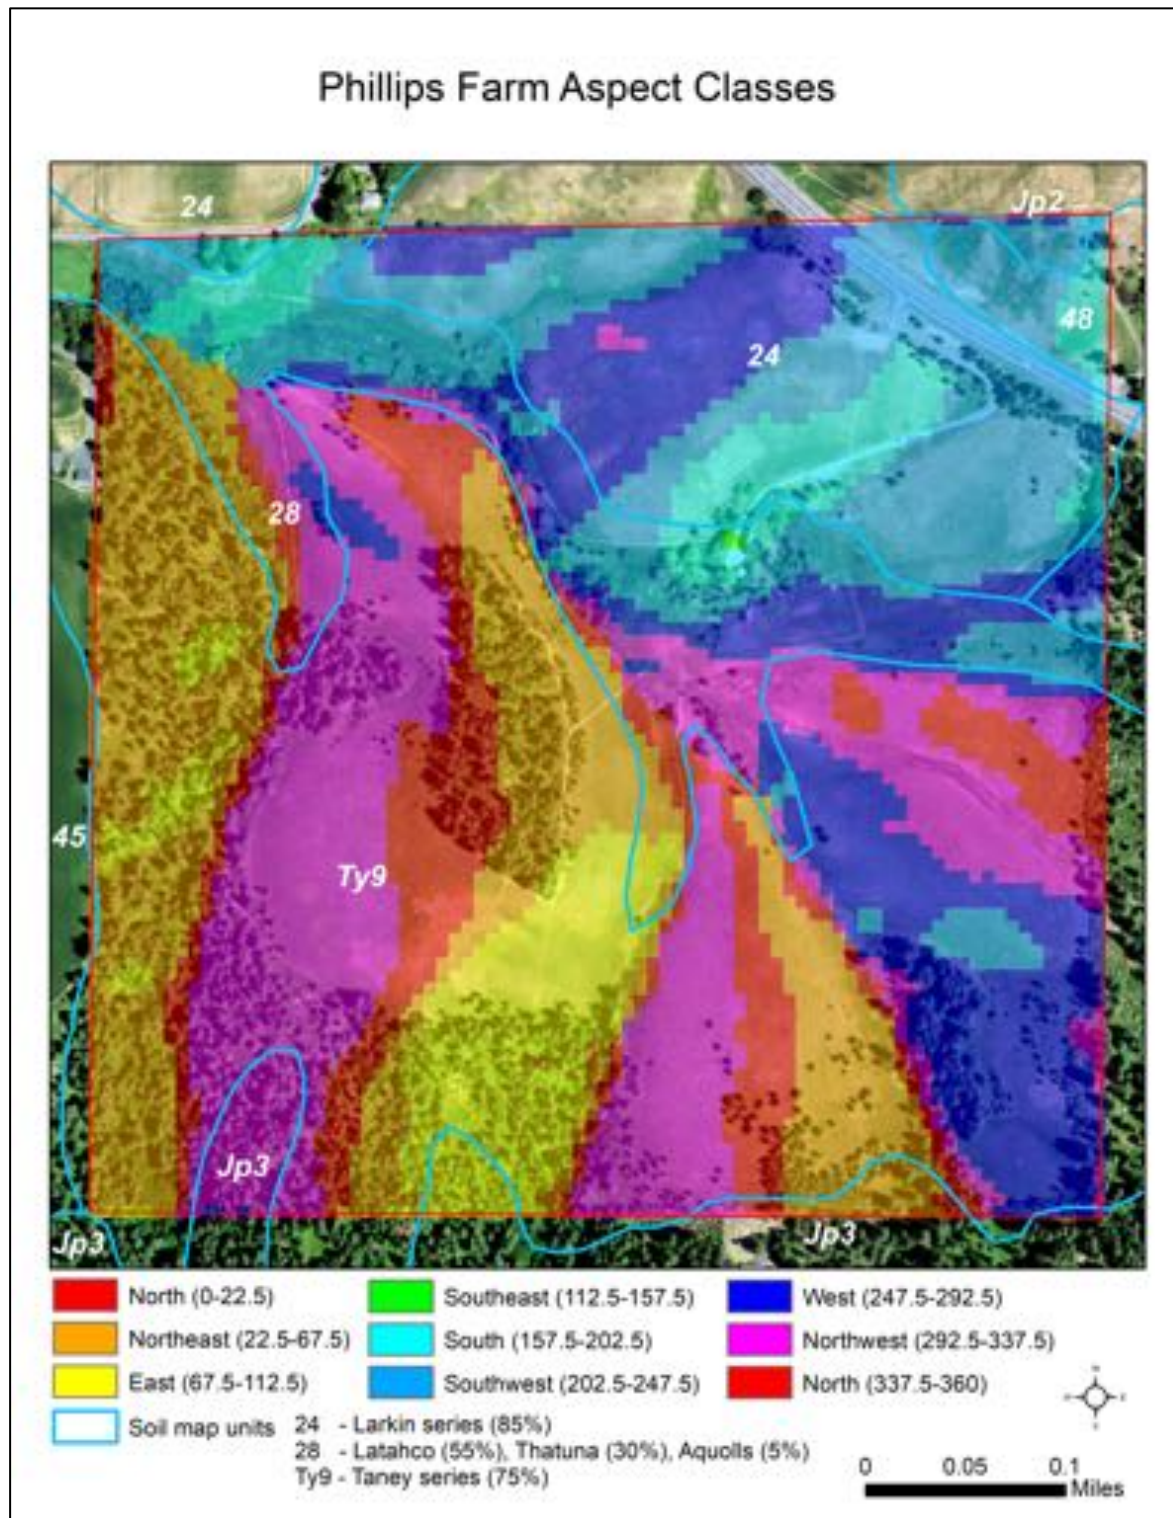 Phillips Farm Aspect Classes
24
Jp2
48
24
28
45
Ty9
Jp3
Jp3
Jp3
North (0-22.5)
Southeast (112.5-157.5)
West (247.5-292.5)
Northeast (22.5-67.5)
South (157.5-202.5)
Northwest (292.5-337.5)
East (67.5-112.5)
Southwest (202.5-247.5)
North (337.5-360)
Soil map units
24 - Larkin series (85%)
28 - Latahco (55%), Thatuna (30%), Aquolls (5%)
Ty9 - Taney series (75%)
0 0.05 0.1
Miles